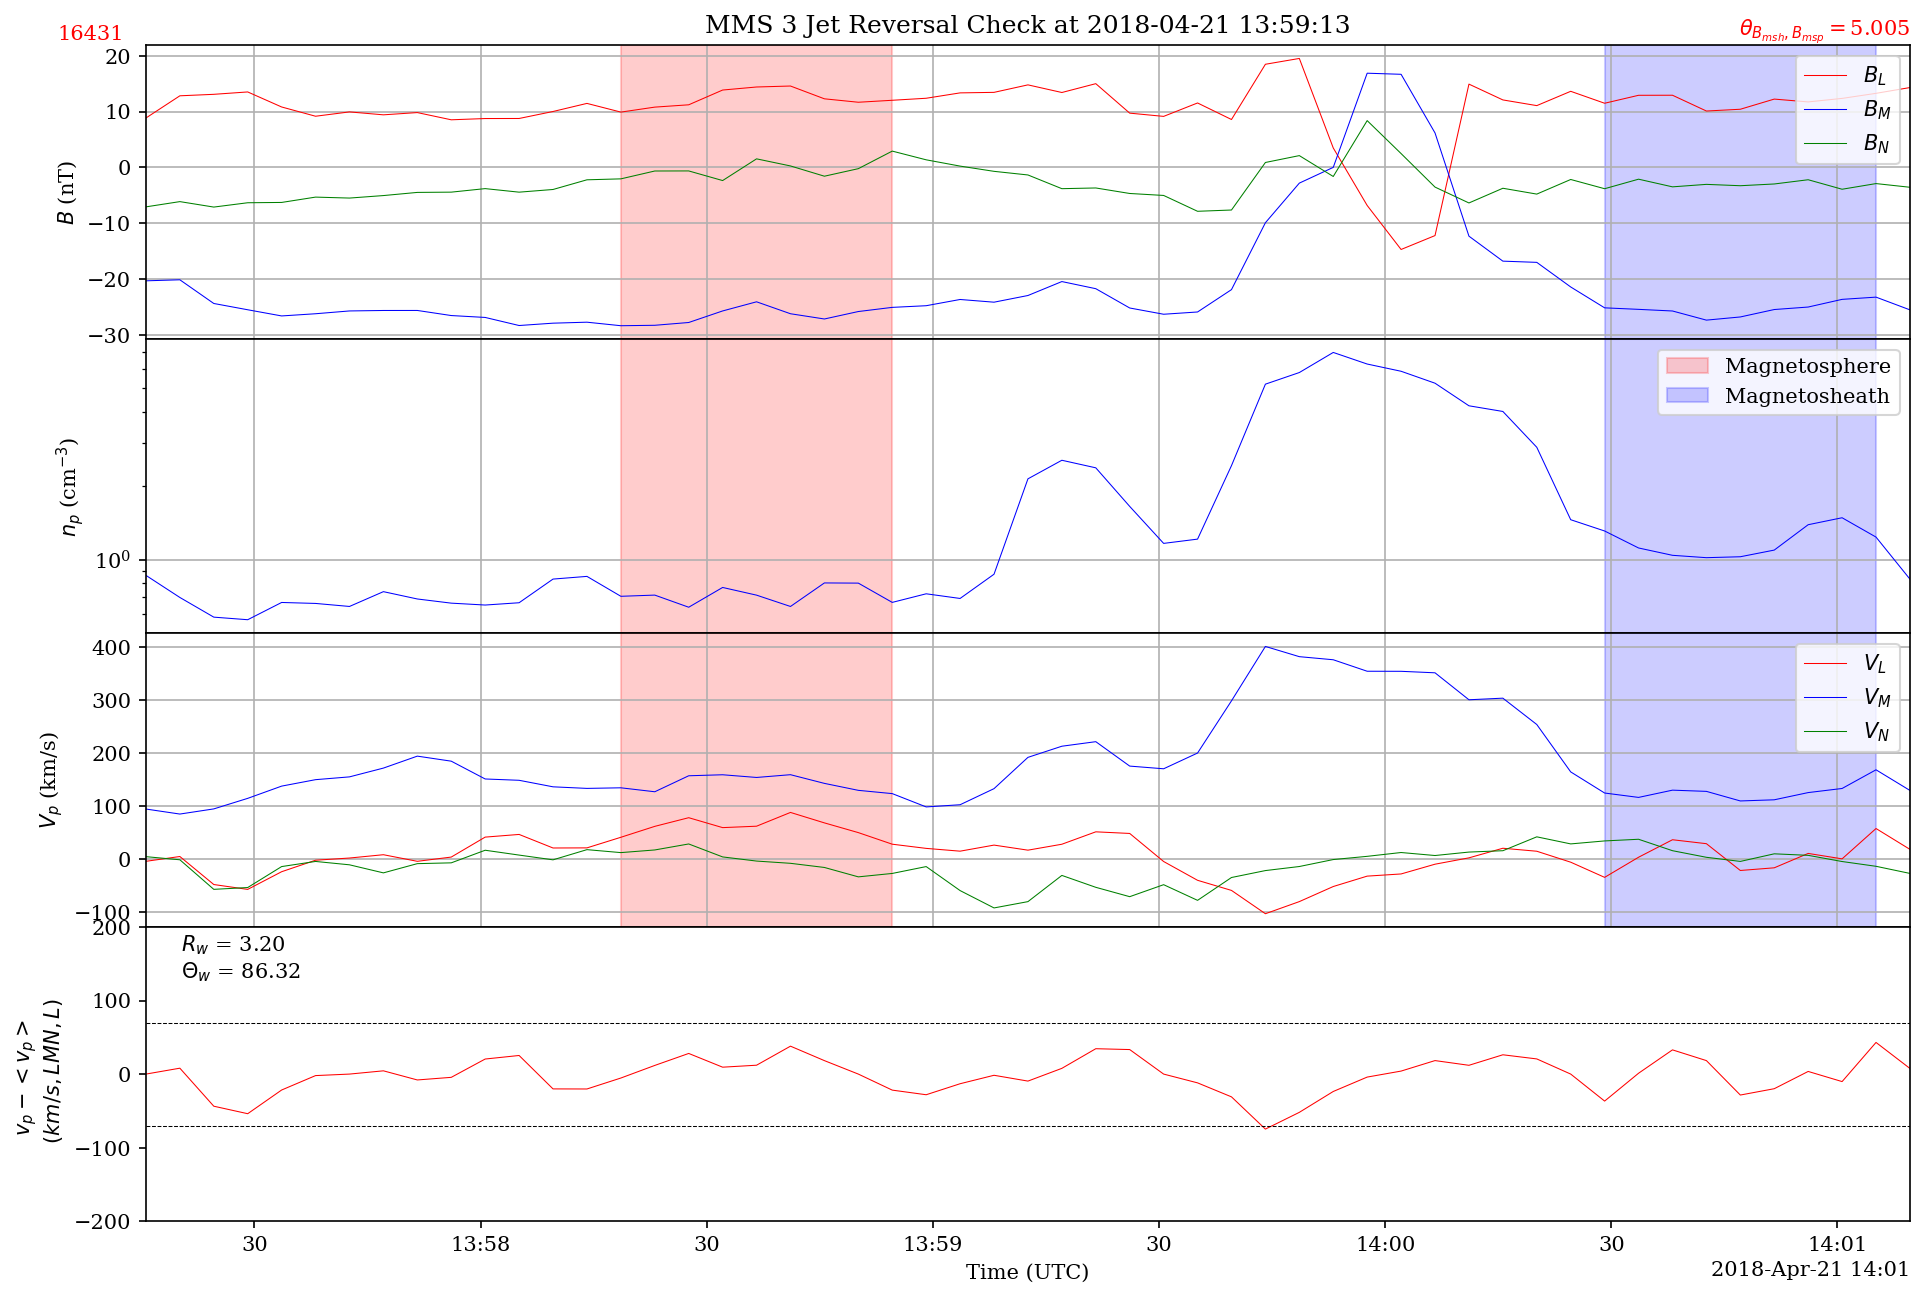 16431
MMS 3 Jet Reversal Check at 2018-04-21 13:59:13
θ_{B_{msh}, B_{msp}} = 5.005
20
10
0
−10
−20
−30
B (nT)
B_L
B_M
B_N
10^0
n_p (cm^{−3})
Magnetosphere
Magnetosheath
400
300
200
100
0
−100
V_p (km/s)
V_L
V_M
V_N
200
100
0
−100
−200
v_p − < v_p >
(km/s, LMN, L)
R_w = 3.20
Θ_w = 86.32
30
13:58
30
13:59
30
14:00
30
14:01
Time (UTC)
2018-Apr-21 14:01